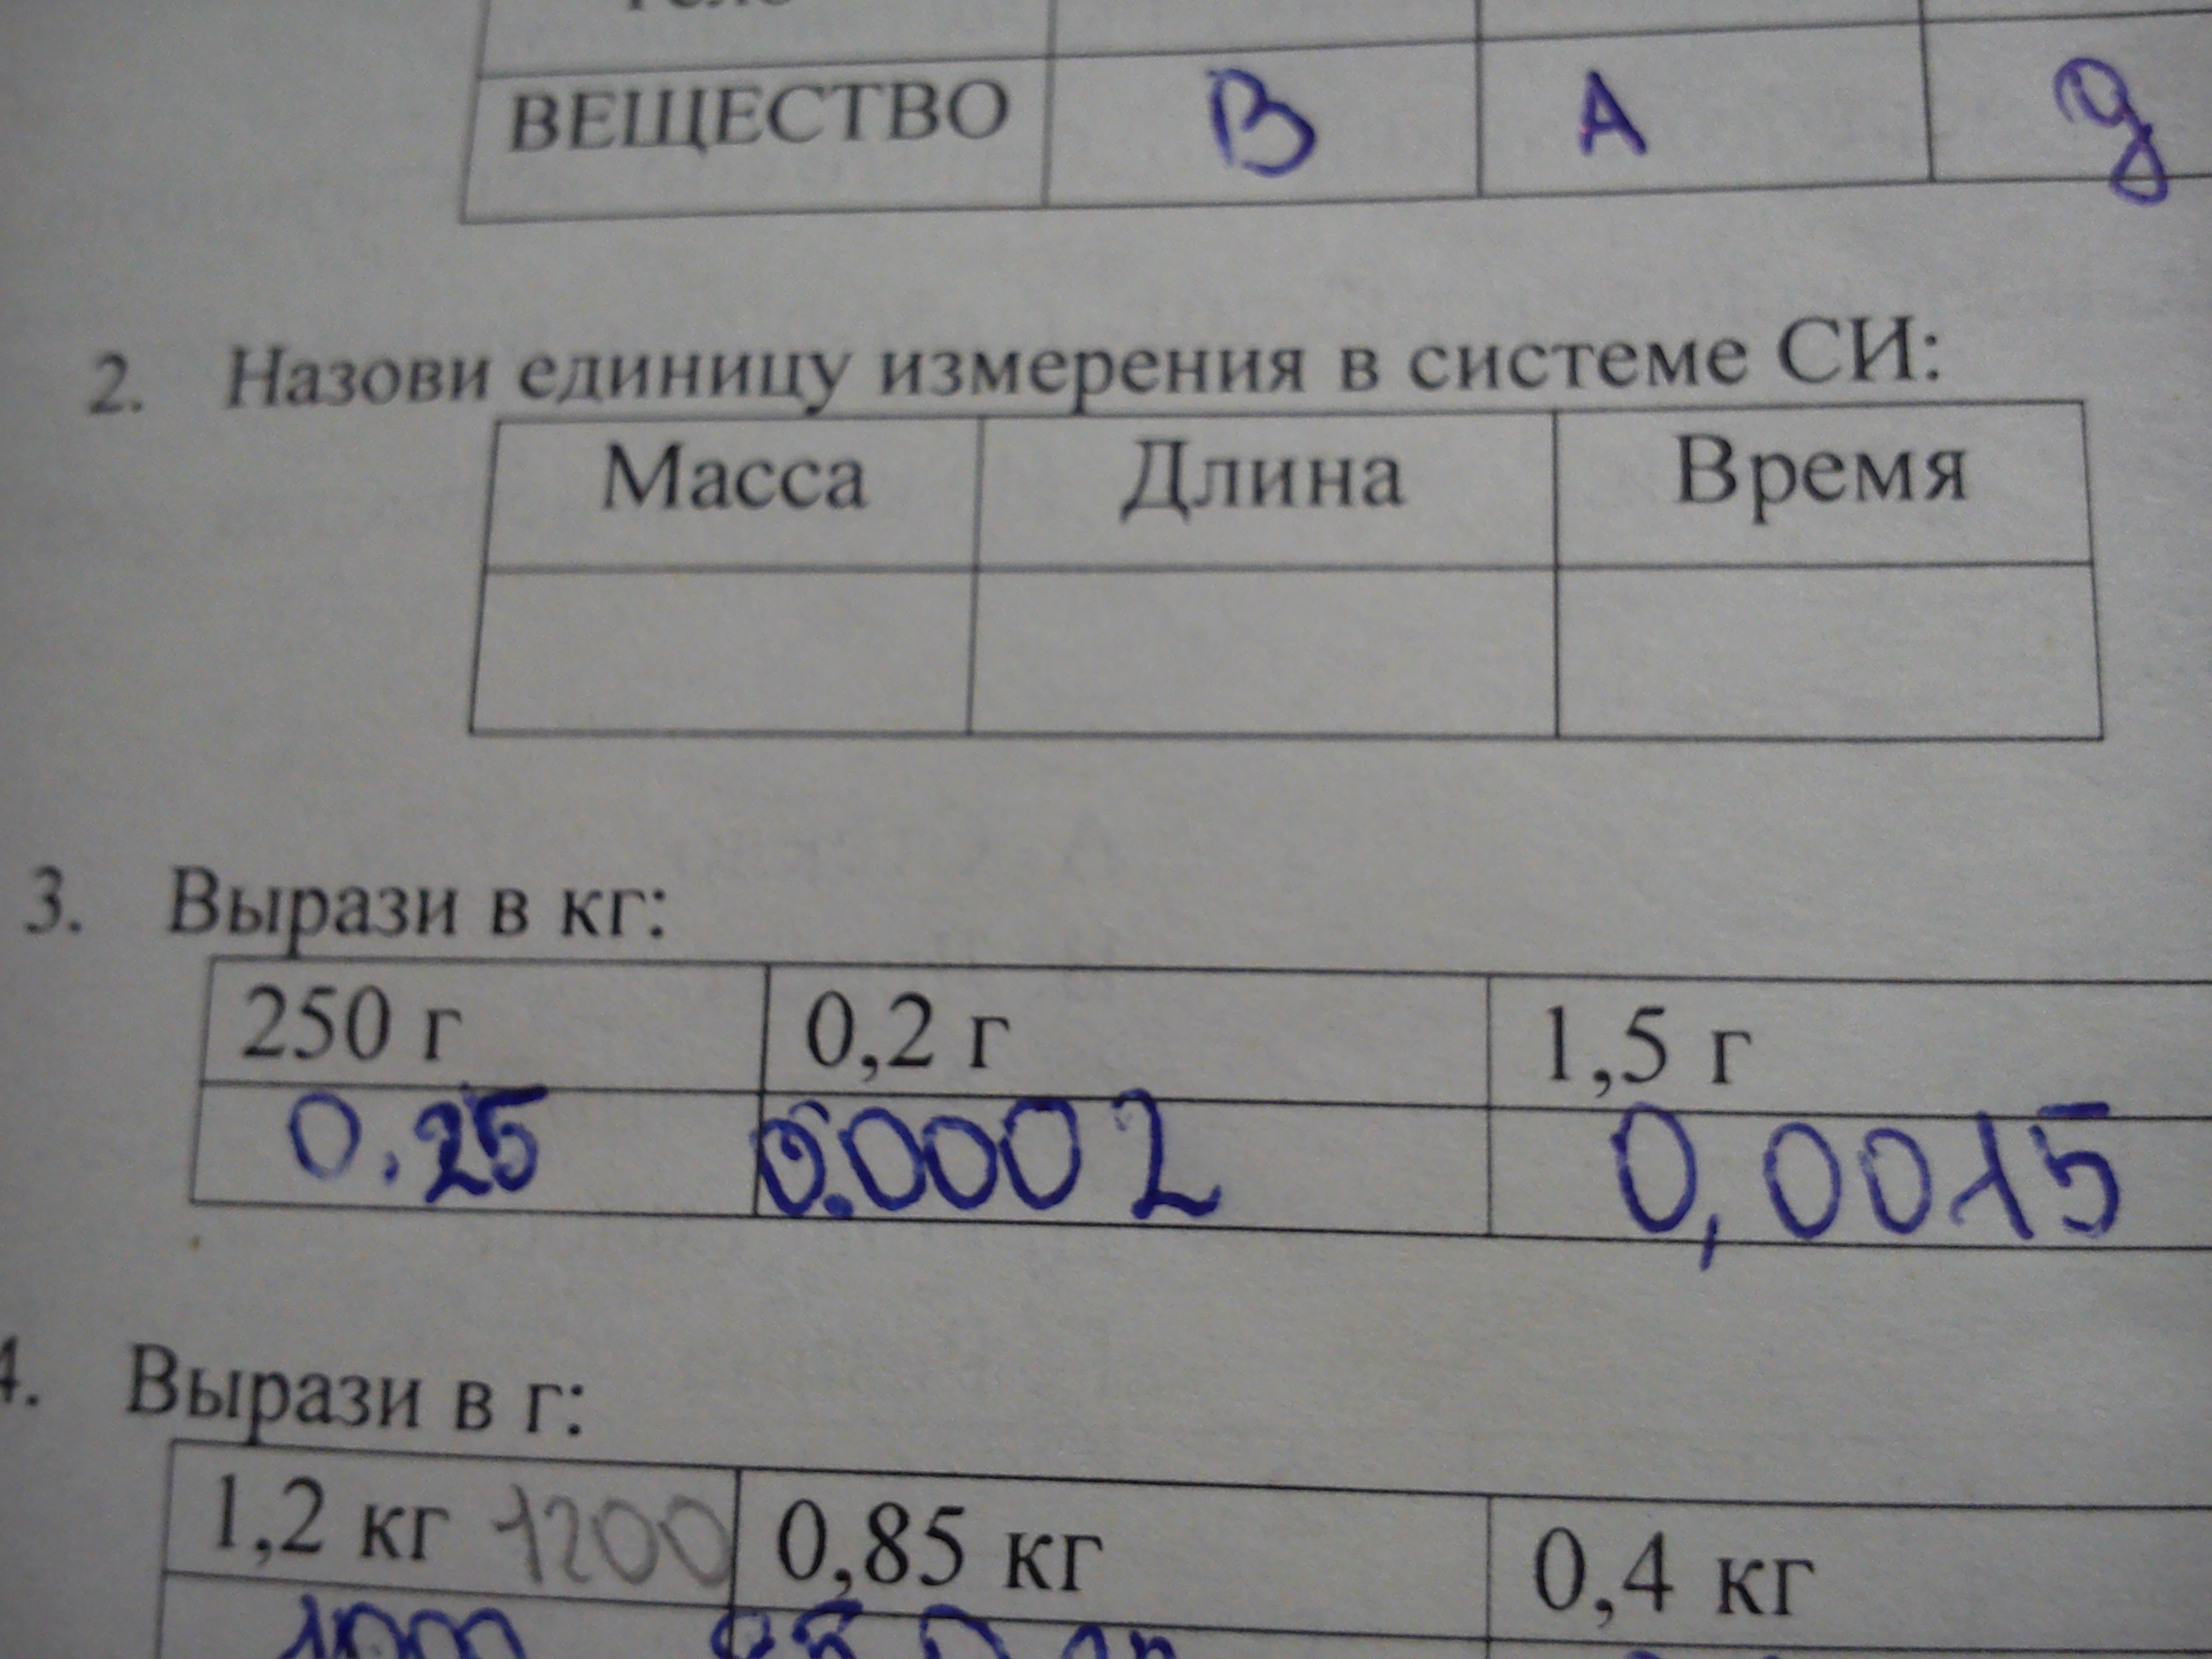 ВЕЩЕСТВО В А д
2. Назови единицу измерения в системе СИ:
Масса Длина Время
3. Вырази в кг:
250 г 0,2 г 1,5 г
0.25 0.0002 0,0015
4. Вырази в г:
1,2 кг 1200 0,85 кг 0,4 кг